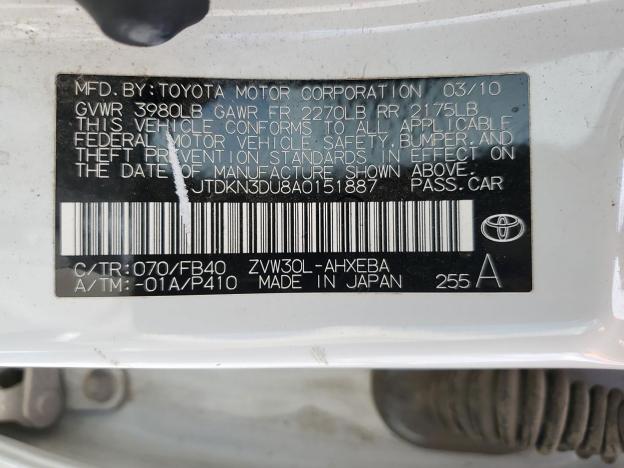 MFD. BY: TOYOTA MOTOR CORPORATION 03/10
GVWR 3980LB GAWR FR 2270LB RR 2175LB
THIS VEHICLE CONFORMS TO ALL APPLICABLE
FEDERAL MOTOR VEHICLE SAFETY, BUMPER, AND
THEFT PREVENTION STANDARDS IN EFFECT ON
THE DATE OF MANUFACTURE SHOWN ABOVE.
JTDKN3DU8A0151887 PASS.CAR
C/TR:070/FB40 ZVW30L-AHXEBA
A/TM:-01A/P410 MADE IN JAPAN 255 A